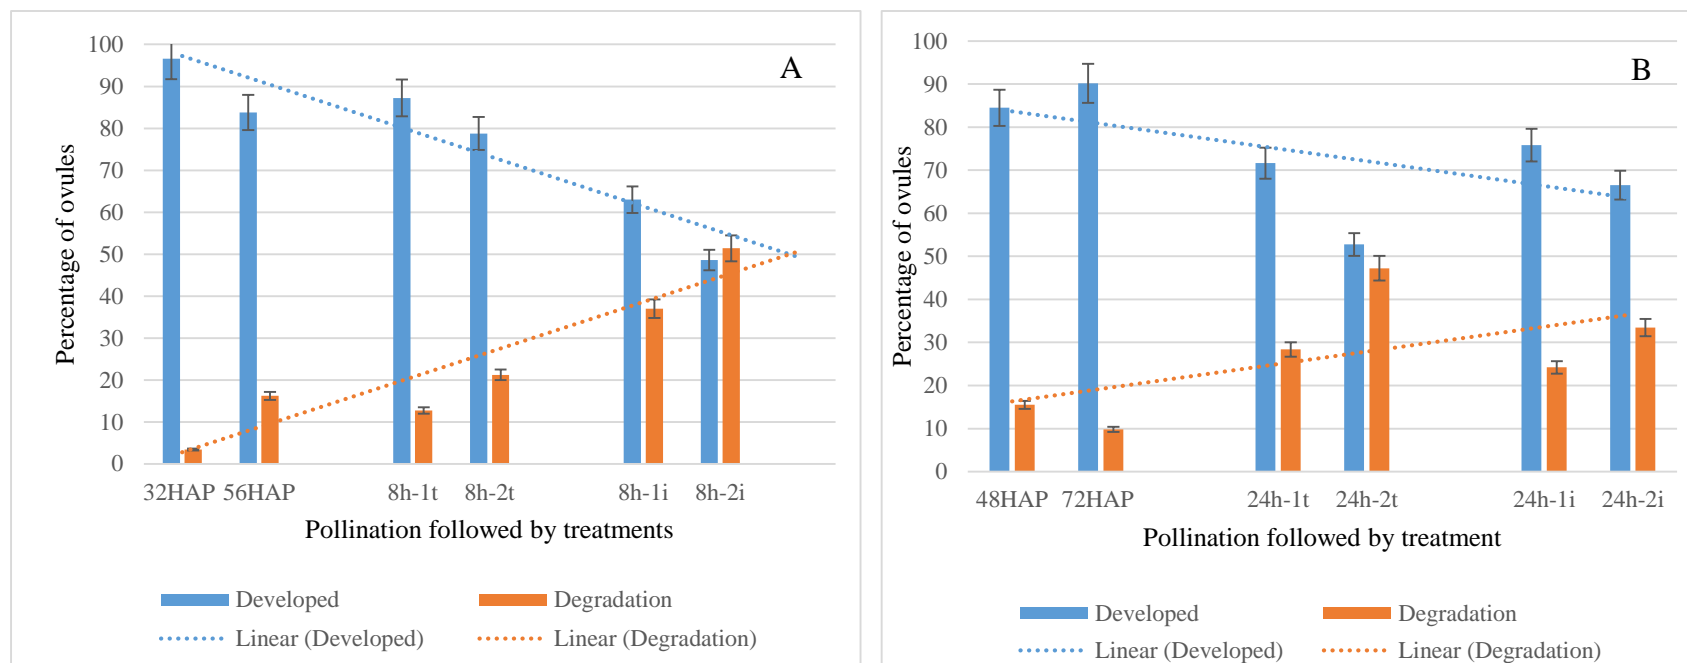 A
Percentage of ovules
100
90
80
70
60
50
40
30
20
10
0
32HAP 56HAP 8h-1t 8h-2t 8h-1i 8h-2i
Pollination followed by treatments
Developed Degradation
Linear (Developed) Linear (Degradation)
B
Percentage of ovules
100
90
80
70
60
50
40
30
20
10
0
48HAP 72HAP 24h-1t 24h-2t 24h-1i 24h-2i
Pollination followed by treatment
Developed Degradation
Linear (Developed) Linear (Degradation)